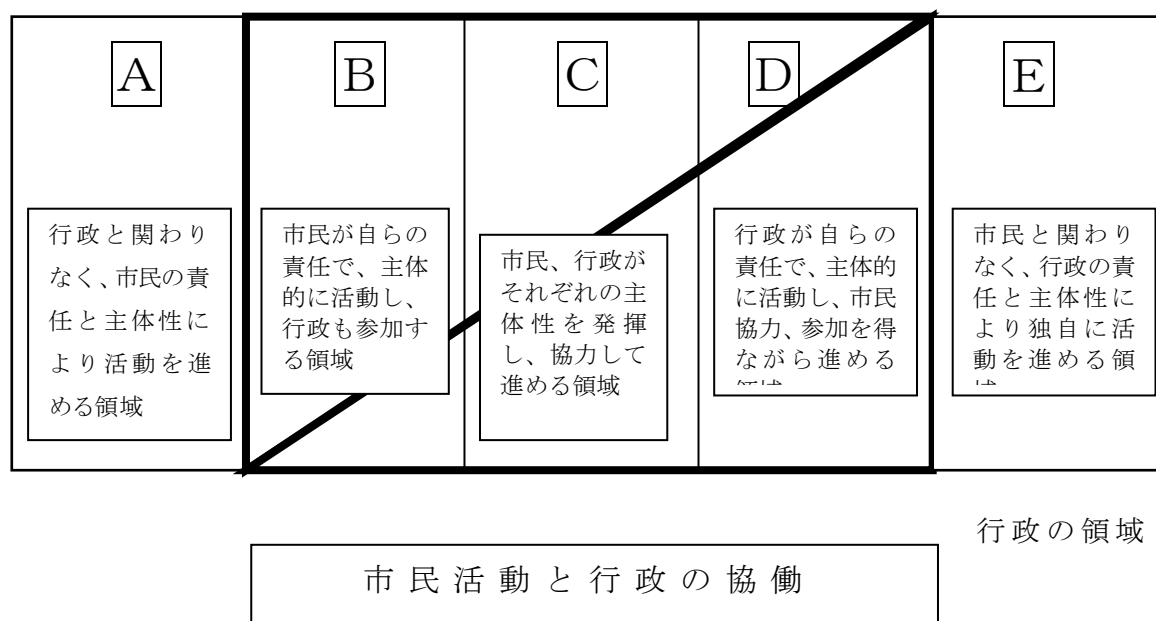 A
B
C
D
E
行政と関わり
なく、市民の責
任と主体性に
より活動を進
める領域
市民が自らの
責任で、主体
的に活動し、
行政も参加す
る領域
市民、行政が
それぞれの主
体性を発揮
し、協力して
進める領域
行政が自らの
責任で、主体的
に活動し、市民
協力、参加を得
ながら進める
市民と関わり
なく、行政の責
任と主体性に
より独自に活
動を進める領
行政の領域
市民活動と行政の協働